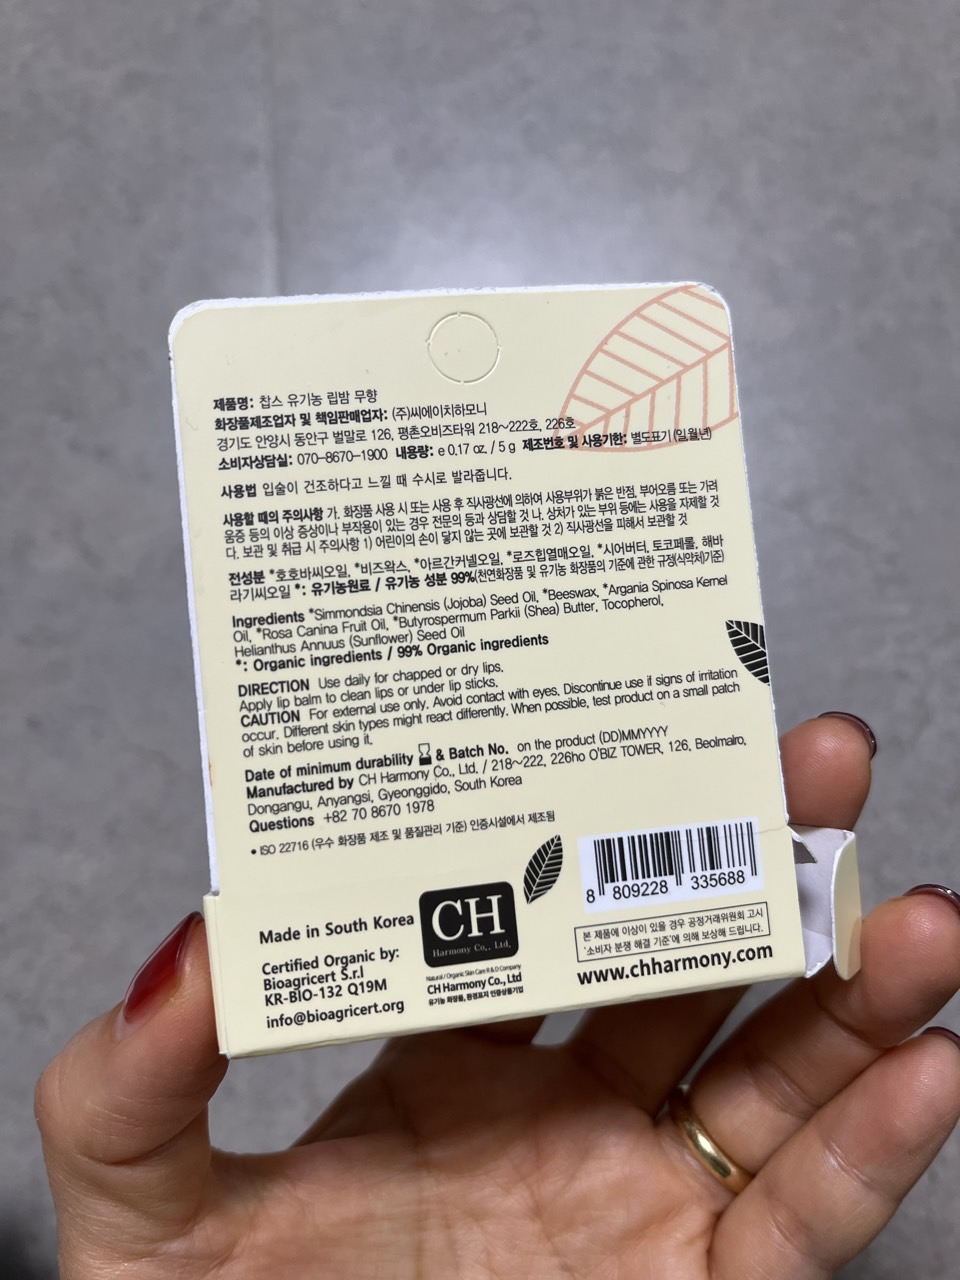 제품명: 찹스 유기농 립밤 무향
화장품제조업자 및 책임판매업자: (주)씨에이치하모니
경기도 안양시 동안구 벌말로 126, 평촌오비즈타워 218~222호, 226호
소비자상담실: 070-8670-1900 내용량: e 0.17 oz. / 5 g 제조번호 및 사용기한: 별도표기 (일,월,년)
사용법 입술이 건조하다고 느낄 때 수시로 발라줍니다.
사용할 때의 주의사항 가. 화장품 사용 시 또는 사용 후 직사광선에 의하여 사용부위가 붉은 반점, 부어오름 또는 가려
움증 등의 이상 증상이나 부작용이 있는 경우 전문의 등과 상담할 것 나. 상처가 있는 부위 등에는 사용을 자제할 것
다. 보관 및 취급 시 주의사항 1) 어린이의 손이 닿지 않는 곳에 보관할 것 2) 직사광선을 피해서 보관할 것
전성분 *호호바씨오일, *비즈왁스, *아르간커넬오일, *로즈힙열매오일, *시어버터, 토코페롤, 해바
라기씨오일 *: 유기농원료 / 유기농 성분 99%(천연화장품 및 유기농 화장품의 기준에 관한 규정(식약처)기준)
Ingredients *Simmondsia Chinensis (Jojoba) Seed Oil, *Beeswax, *Argania Spinosa Kernel
Oil, *Rosa Canina Fruit Oil, *Butyrospermum Parkii (Shea) Butter, Tocopherol,
Helianthus Annuus (Sunflower) Seed Oil
*: Organic ingredients / 99% Organic ingredients
DIRECTION Use daily for chapped or dry lips.
Apply lip balm to clean lips or under lip sticks.
CAUTION For external use only. Avoid contact with eyes. Discontinue use if signs of irritation
occur. Different skin types might react differently. When possible, test product on a small patch
of skin before using it.
Date of minimum durability & Batch No. on the product (DD)MMYYYY
Manufactured by CH Harmony Co., Ltd. / 218~222, 226ho O'BIZ TOWER, 126, Beolmalro,
Dongangu, Anyangsi, Gyeonggido, South Korea
Questions +82 70 8670 1978
• ISO 22716 (우수 화장품 제조 및 품질관리 기준) 인증시설에서 제조됨
Made in South Korea
Certified Organic by:
Bioagricert S.r.l
KR-BIO-132 Q19M
info@bioagricert.org
CH
Harmony Co., Ltd.
Natural / Organic Skin Care R&D Company
CH Harmony Co., Ltd
유기농 화장품, 환경표지 인증상품기업
8 809228 335688
본 제품에 이상이 있을 경우 공정거래위원회 고시
'소비자 분쟁 해결 기준'에 의해 보상해 드립니다.
www.chharmony.com